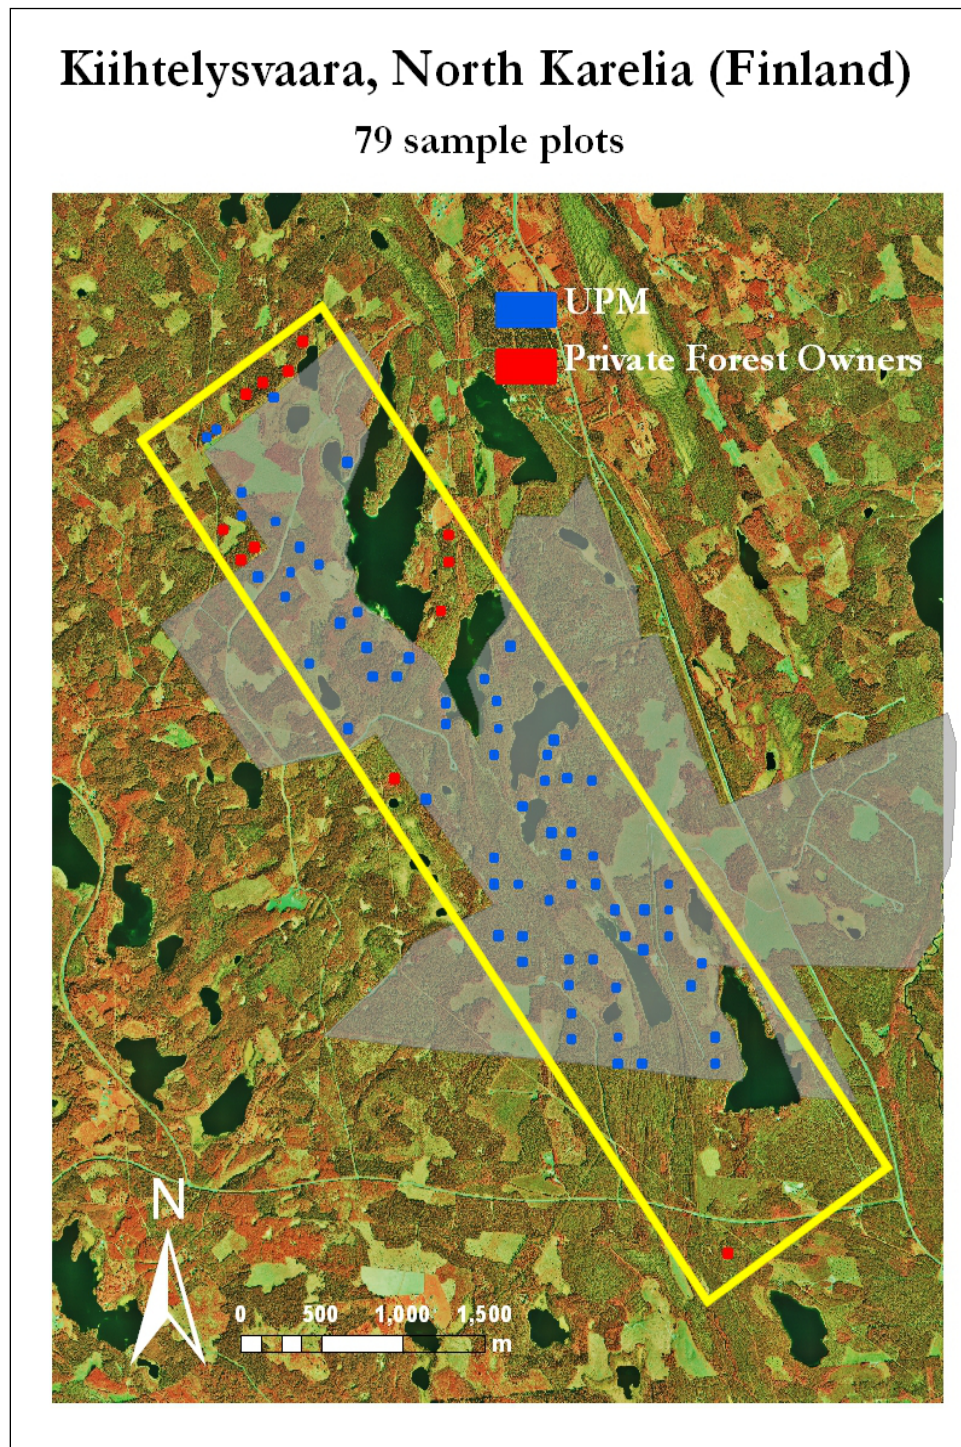 Kiihtelysvaara, North Karelia (Finland)
79 sample plots
UPM
Private Forest Owners
N
0 500 1,000 1,500
m